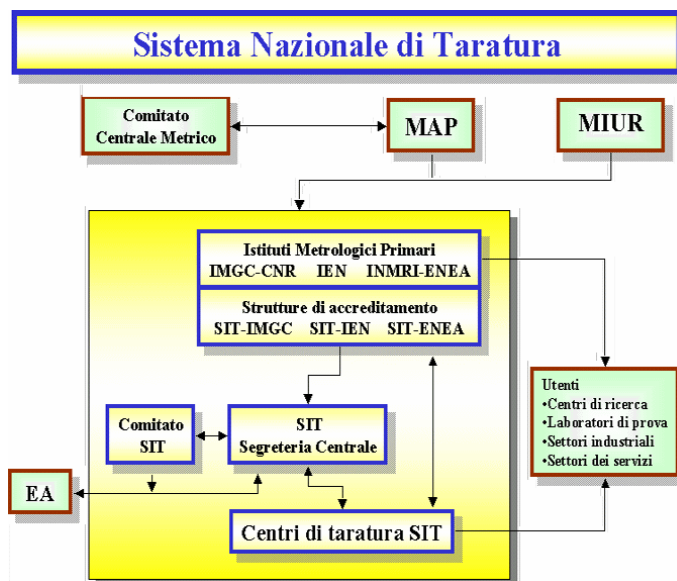 Sistema Nazionale di Taratura
Comitato
Centrale Metrico
MAP
MIUR
Istituti Metrologici Primari
IMGC-CNR IEN INMRI-ENEA
Strutture di accreditamento
SIT-IMGC SIT-IEN SIT-ENEA
Utenti
•Centri di ricerca
•Laboratori di prova
•Settori industriali
•Settori dei servizi
Comitato
SIT
SIT
Segreteria Centrale
EA
Centri di taratura SIT